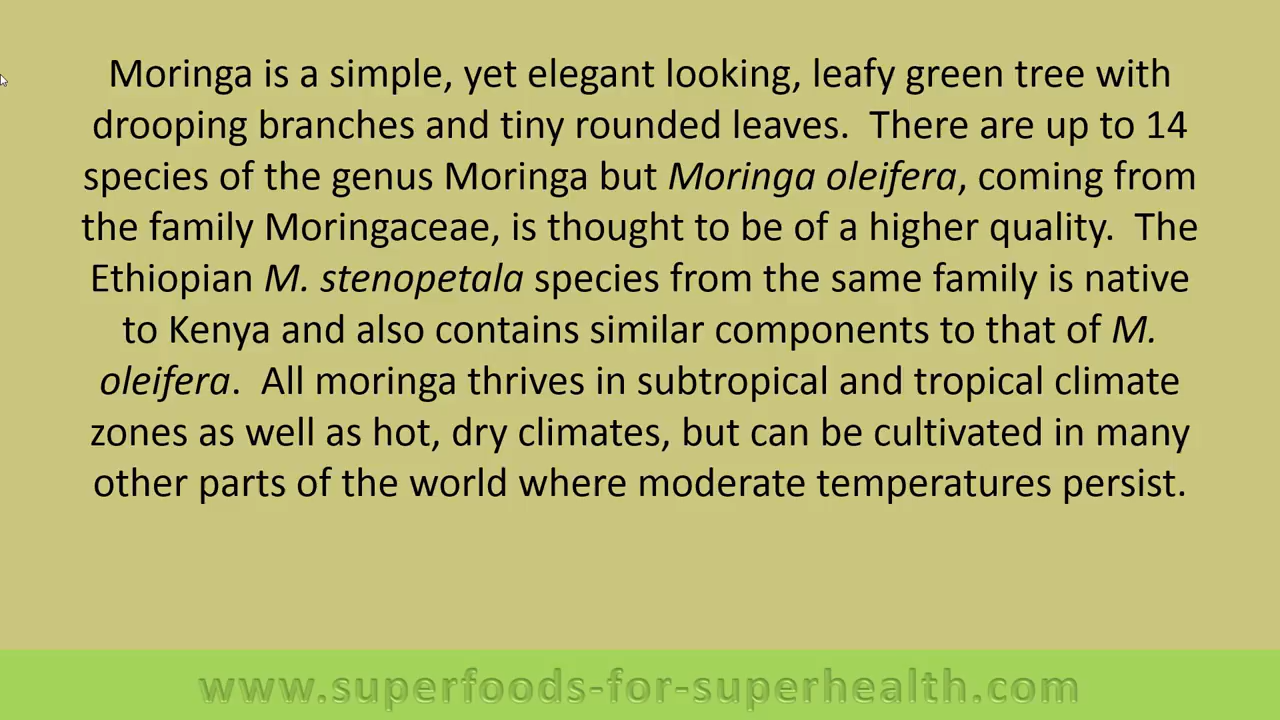 Moringa is a simple, yet elegant looking, leafy green tree with
drooping branches and tiny rounded leaves.  There are up to 14
species of the genus Moringa but Moringa oleifera, coming from
the family Moringaceae, is thought to be of a higher quality.  The
Ethiopian M. stenopetala species from the same family is native
to Kenya and also contains similar components to that of M.
oleifera.  All moringa thrives in subtropical and tropical climate
zones as well as hot, dry climates, but can be cultivated in many
other parts of the world where moderate temperatures persist.
www.superfoods-for-superhealth.com